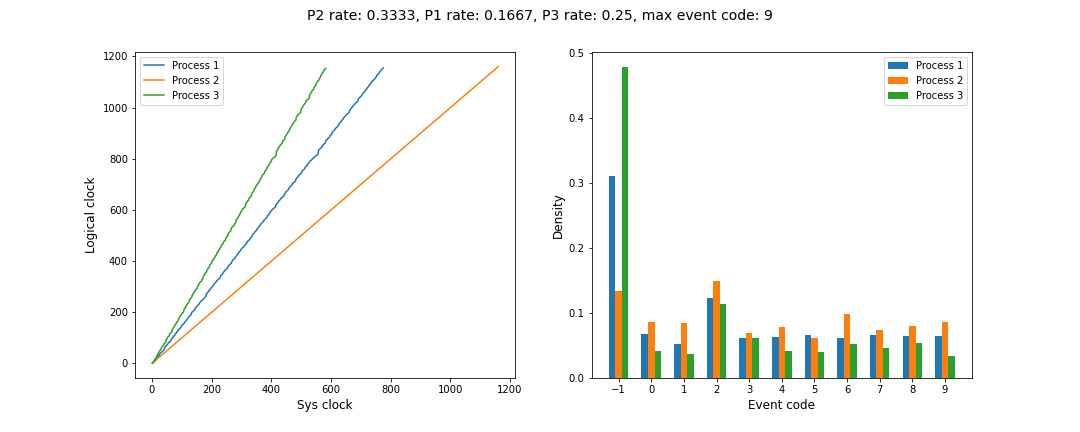 P2 rate: 0.3333, P1 rate: 0.1667, P3 rate: 0.25, max event code: 9
Process 1
Process 2
Process 3
1200
1000
800
600
400
200
0
Logical clock
0 200 400 600 800 1000 1200
Sys clock
Process 1
Process 2
Process 3
0.5
0.4
0.3
0.2
0.1
0.0
Density
−1 0 1 2 3 4 5 6 7 8 9
Event code